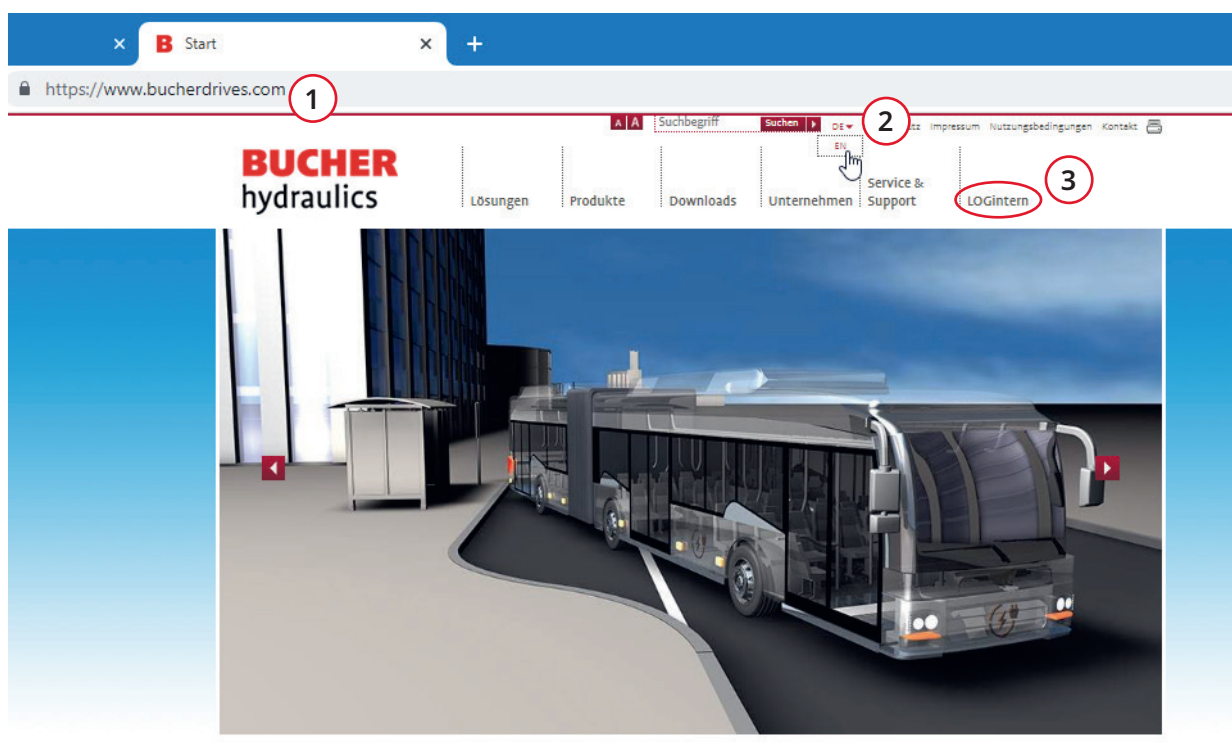 B Start
https://www.bucherdrives.com
1
A A Suchbegriff Suchen DE Impressum Nutzungsbedingungen Kontakt
2
EN
BUCHER
hydraulics
Lösungen Produkte Downloads Unternehmen Service & Support LOGintern
3